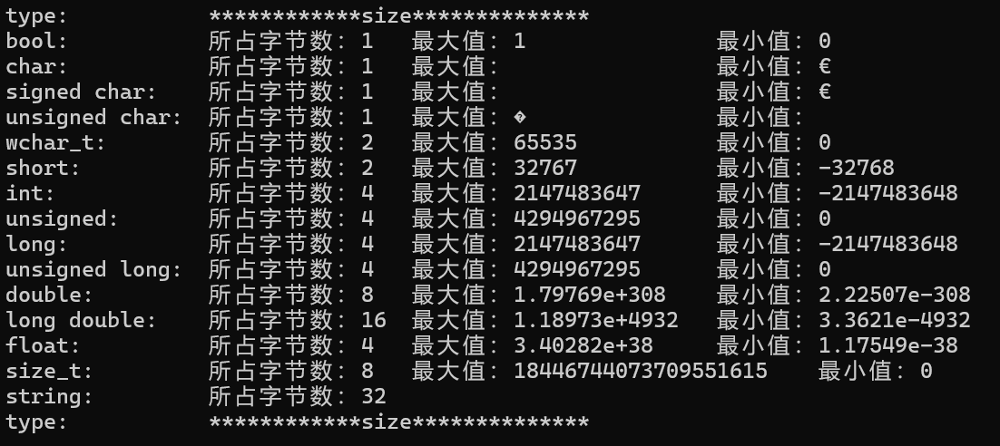 type:           ************size**************
bool:           所占字节数：1   最大值：1               最小值：0
char:           所占字节数：1   最大值：                最小值：€
signed char:    所占字节数：1   最大值：                最小值：€
unsigned char:  所占字节数：1   最大值：�               最小值：
wchar_t:        所占字节数：2   最大值：65535           最小值：0
short:          所占字节数：2   最大值：32767           最小值：-32768
int:            所占字节数：4   最大值：2147483647      最小值：-2147483648
unsigned:       所占字节数：4   最大值：4294967295      最小值：0
long:           所占字节数：4   最大值：2147483647      最小值：-2147483648
unsigned long:  所占字节数：4   最大值：4294967295      最小值：0
double:         所占字节数：8   最大值：1.79769e+308    最小值：2.22507e-308
long double:    所占字节数：16  最大值：1.18973e+4932   最小值：3.3621e-4932
float:          所占字节数：4   最大值：3.40282e+38     最小值：1.17549e-38
size_t:         所占字节数：8   最大值：18446744073709551615    最小值：0
string:         所占字节数：32
type:           ************size**************